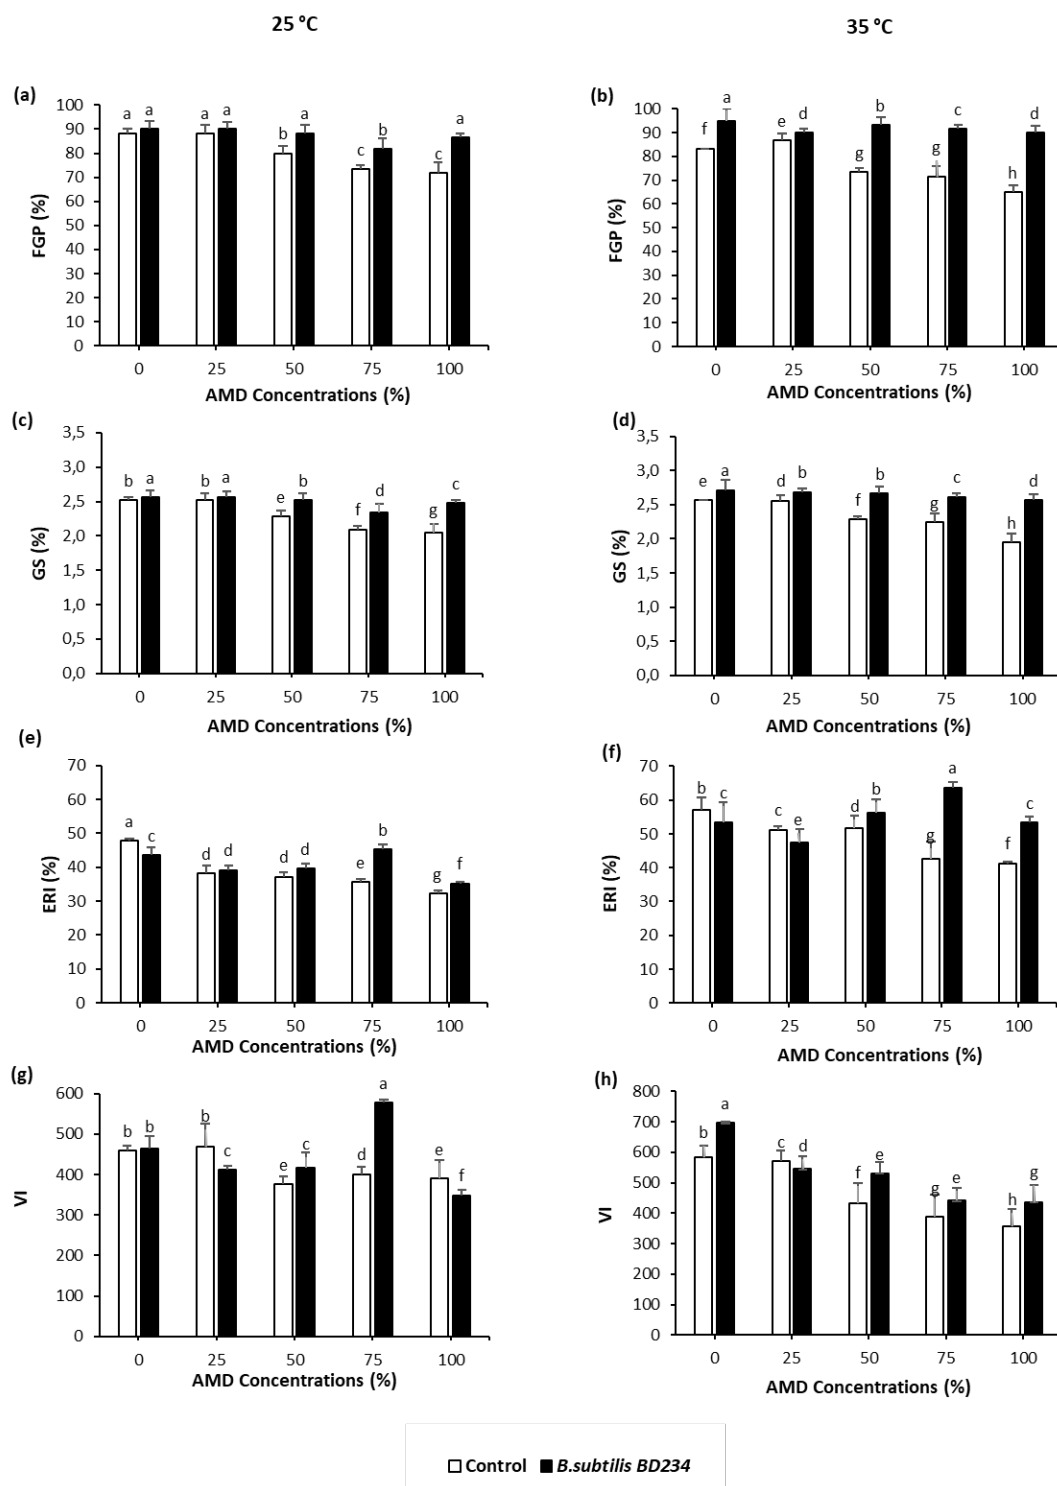 25 °C
35 °C
(a)
100
90
80
70
60
50
40
30
20
10
0
FGP (%)
a a a a b a c b c a
0 25 50 75 100
AMD Concentrations (%)
(b)
100
90
80
70
60
50
40
30
20
10
0
FGP (%)
f a e d g b g c h d
0 25 50 75 100
AMD Concentrations (%)
(c)
3,5
3,0
2,5
2,0
1,5
1,0
0,5
0,0
GS (%)
b a b a e b f d g c
0 25 50 75 100
AMD Concentrations (%)
(d)
3,5
3,0
2,5
2,0
1,5
1,0
0,5
0,0
GS (%)
e a d b f b g c h d
0 25 50 75 100
AMD Concentrations (%)
(e)
70
60
50
40
30
20
10
0
ERI (%)
a c d d d d e b g f
0 25 50 75 100
AMD Concentrations (%)
(f)
70
60
50
40
30
20
10
0
ERI (%)
b c c e d b g a f c
0 25 50 75 100
AMD Concentrations (%)
(g)
600
500
400
300
200
100
0
VI
b b b c e c d a e f
0 25 50 75 100
AMD Concentrations (%)
(h)
800
700
600
500
400
300
200
100
0
VI
b a c d f e g e h g
0 25 50 75 100
AMD Concentrations (%)
Control B.subtilis BD234